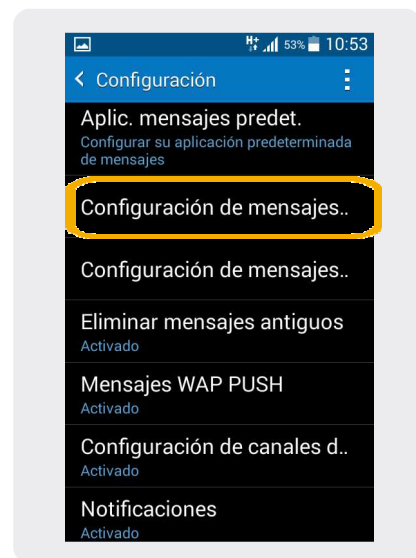 H+ 53% 10:53
Configuración
Aplic. mensajes predet.
Configurar su aplicación predeterminada
de mensajes
Configuración de mensajes..
Configuración de mensajes..
Eliminar mensajes antiguos
Activado
Mensajes WAP PUSH
Activado
Configuración de canales d..
Activado
Notificaciones
Activado